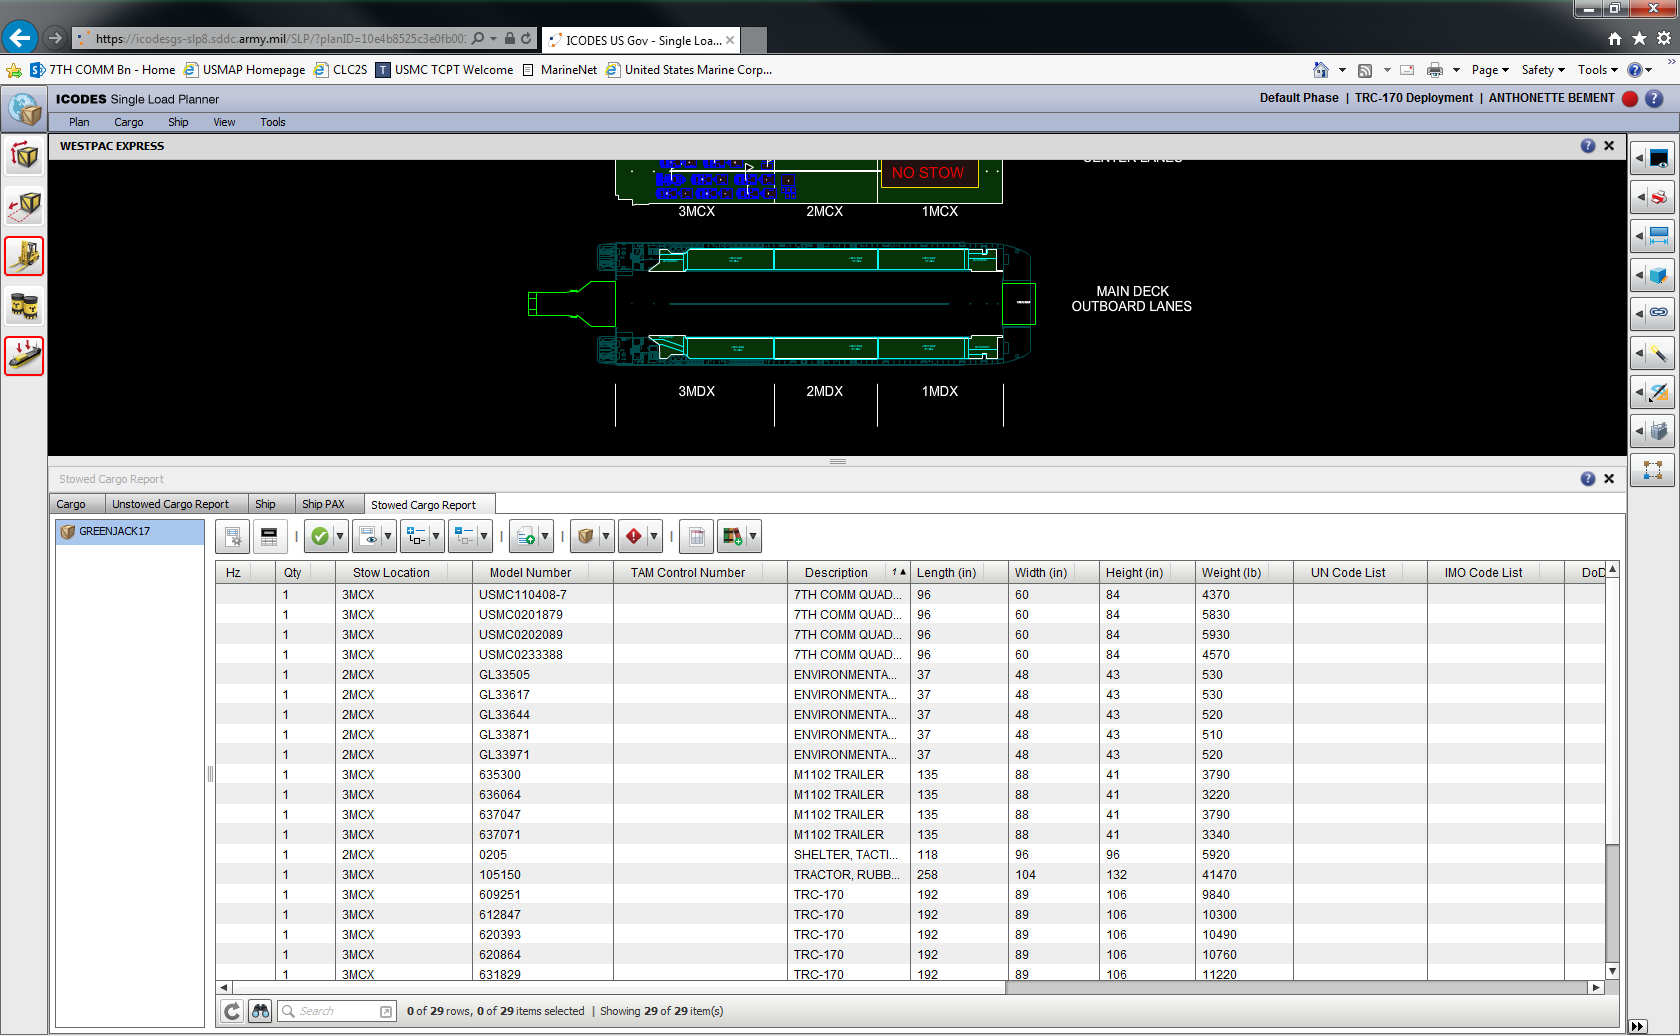 https://icodesgs-slp8.sddc.army.mil/SLP/?planID=10e4b8525c3e0fb00
ICODES US Gov - Single Loa...
7TH COMM Bn - Home
USMAP Homepage
CLC2S
T USMC TCPT Welcome
MarineNet
United States Marine Corp...
Page
Safety
Tools
ICODES Single Load Planner
Default Phase | TRC-170 Deployment | ANTHONETTE BEMENT
Plan Cargo Ship View Tools
WESTPAC EXPRESS
CENTER LANES
NO STOW
3MCX 2MCX 1MCX
MAIN DECK
OUTBOARD LANES
3MDX 2MDX 1MDX
Stowed Cargo Report
Cargo Unstowed Cargo Report Ship Ship PAX Stowed Cargo Report
GREENJACK17
Hz Qty Stow Location Model Number TAM Control Number Description 1 Length (in) Width (in) Height (in) Weight (lb) UN Code List IMO Code List DoD
1 3MCX USMC110408-7 7TH COMM QUAD... 96 60 84 4370
1 3MCX USMC0201879 7TH COMM QUAD... 96 60 84 5830
1 3MCX USMC0202089 7TH COMM QUAD... 96 60 84 5930
1 3MCX USMC0233388 7TH COMM QUAD... 96 60 84 4570
1 2MCX GL33505 ENVIRONMENTA... 37 48 43 530
1 2MCX GL33617 ENVIRONMENTA... 37 48 43 530
1 2MCX GL33644 ENVIRONMENTA... 37 48 43 520
1 2MCX GL33871 ENVIRONMENTA... 37 48 43 510
1 2MCX GL33971 ENVIRONMENTA... 37 48 43 520
1 3MCX 635300 M1102 TRAILER 135 88 41 3790
1 3MCX 636064 M1102 TRAILER 135 88 41 3220
1 3MCX 637047 M1102 TRAILER 135 88 41 3790
1 3MCX 637071 M1102 TRAILER 135 88 41 3340
1 2MCX 0205 SHELTER, TACTI... 118 96 96 5920
1 3MCX 105150 TRACTOR, RUBB... 258 104 132 41470
1 3MCX 609251 TRC-170 192 89 106 9840
1 3MCX 612847 TRC-170 192 89 106 10300
1 3MCX 620393 TRC-170 192 89 106 10490
1 3MCX 620864 TRC-170 192 89 106 10760
1 3MCX 631829 TRC-170 192 89 106 11220
Search
0 of 29 rows, 0 of 29 items selected | Showing 29 of 29 item(s)